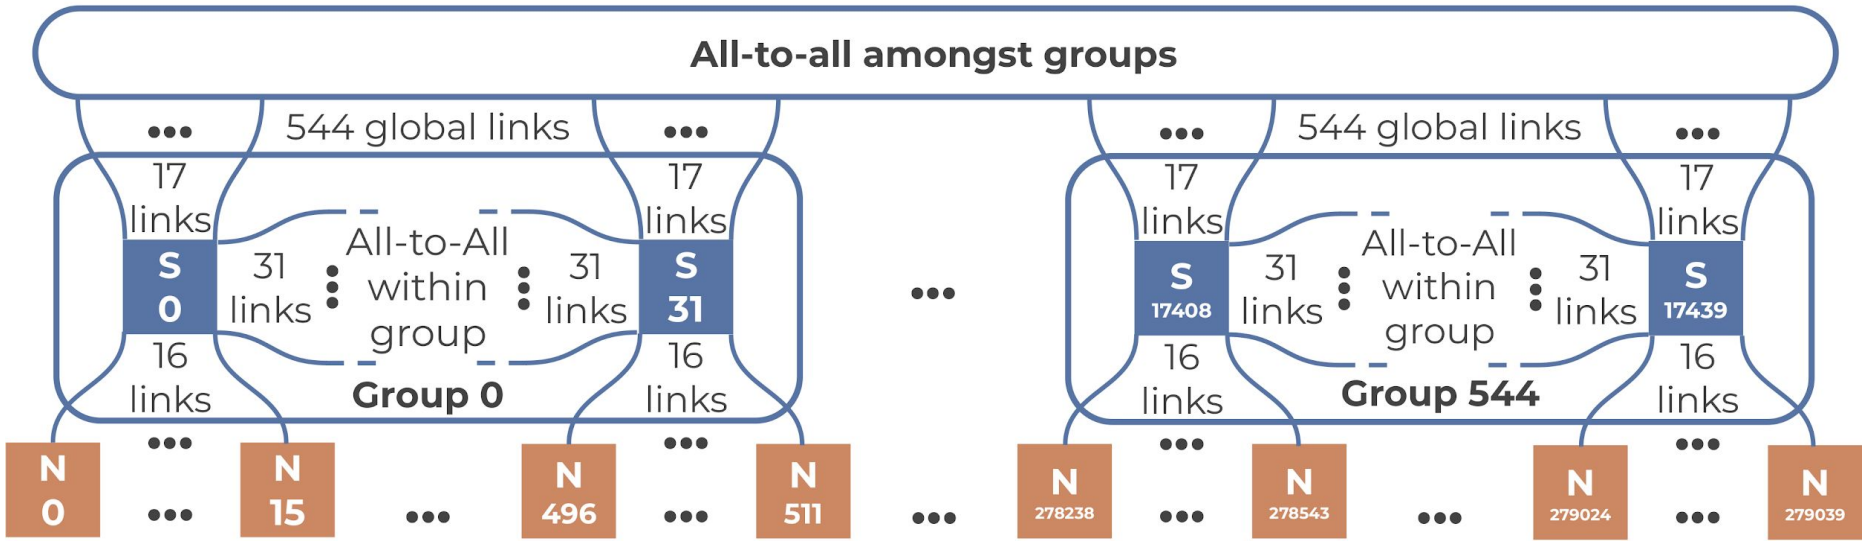 All-to-all amongst groups
••• 544 global links •••
••• 544 global links •••
17 links
17 links
17 links
17 links
S 0
31 links
All-to-All within group
31 links
S 31
•••
S 17408
31 links
All-to-All within group
31 links
S 17439
16 links
Group 0
16 links
16 links
Group 544
16 links
N 0
•••
N 15
•••
N 496
•••
N 511
•••
N 278238
•••
N 278543
•••
N 279024
•••
N 279039